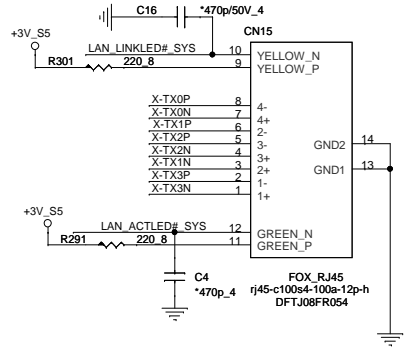 C16 *470p/50V_4
+3V_S5
CN15
LAN_LINKLED#_SYS 10 YELLOW_N
R301 220_8 9 YELLOW_P
X-TX0P 8 4-
X-TX0N 7 4+
X-TX1P 6 2-
X-TX2P 5 3-
X-TX2N 4 3+
X-TX1N 3 2+
X-TX3P 2 1-
X-TX3N 1 1+
GND2 14
GND1 13
+3V_S5
LAN_ACTLED#_SYS 12 GREEN_N
R291 220_8 11 GREEN_P
C4
*470p_4
FOX_RJ45
rj45-c100s4-100a-12p-h
DFTJ08FR054